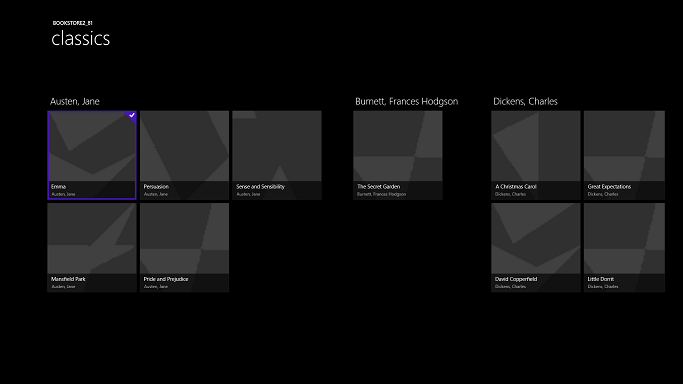 BOOKSTORE2_81
classics
Austen, Jane
Emma
Austen, Jane
Persuasion
Austen, Jane
Sense and Sensibility
Austen, Jane
Mansfield Park
Austen, Jane
Pride and Prejudice
Austen, Jane
Burnett, Frances Hodgson
The Secret Garden
Burnett, Frances Hodgson
Dickens, Charles
A Christmas Carol
Dickens, Charles
Great Expectations
Dickens, Charles
David Copperfield
Dickens, Charles
Little Dorrit
Dickens, Charles